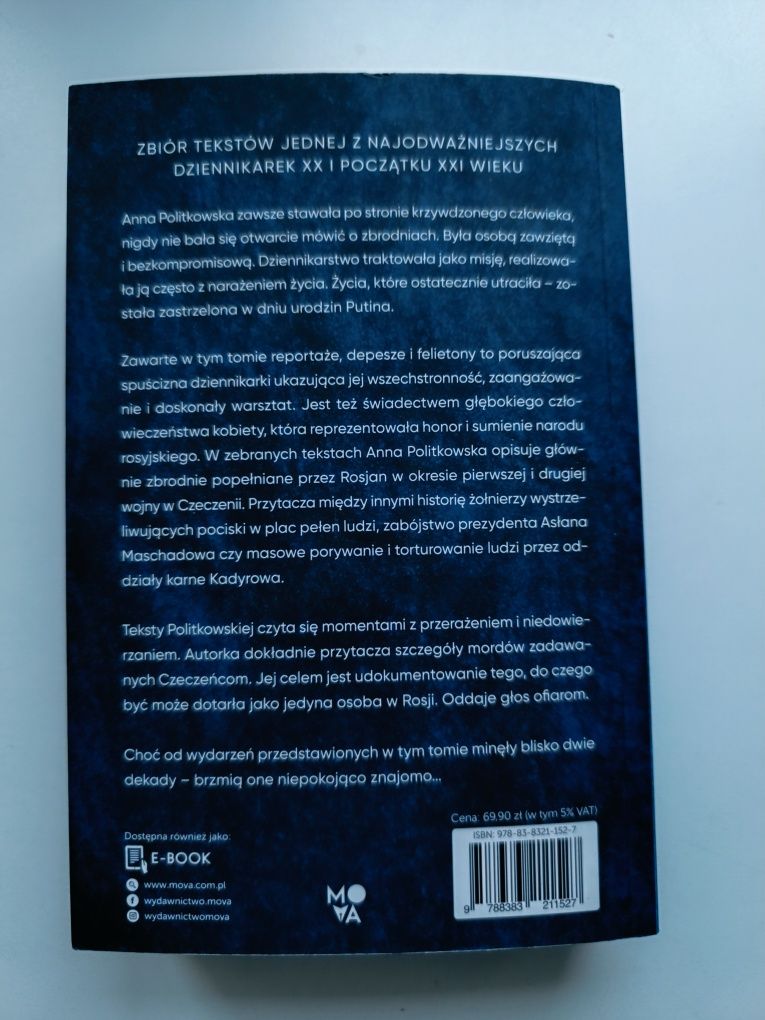 ZBIÓR TEKSTÓW JEDNEJ Z NAJODWAŻNIEJSZYCH
DZIENNIKAREK XX I POCZĄTKU XXI WIEKU
Anna Politkowska zawsze stawała po stronie krzywdzonego człowieka,
nigdy nie bała się otwarcie mówić o zbrodniach. Była osobą zawziętą
i bezkompromisową. Dziennikarstwo traktowała jako misję, realizowa-
ła ją często z narażeniem życia. Życia, które ostatecznie utraciła – zo-
stała zastrzelona w dniu urodzin Putina.
Zawarte w tym tomie reportaże, depesze i felietony to poruszająca
spuścizna dziennikarki ukazująca jej wszechstronność, zaangażowa-
nie i doskonały warsztat. Jest też świadectwem głębokiego czło-
wieczeństwa kobiety, która reprezentowała honor i sumienie narodu
rosyjskiego. W zebranych tekstach Anna Politkowska opisuje głów-
nie zbrodnie popełniane przez Rosjan w okresie pierwszej i drugiej
wojny w Czeczenii. Przytacza między innymi historię żołnierzy wystrze-
liwujących pociski w plac pełen ludzi, zabójstwo prezydenta Asłana
Maschadowa czy masowe porywanie i torturowanie ludzi przez od-
działy karne Kadyrowa.
Teksty Politkowskiej czyta się momentami z przerażeniem i niedowie-
rzaniem. Autorka dokładnie przytacza szczegóły mordów zadawa-
nych Czeczeńcom. Jej celem jest udokumentowanie tego, do czego
być może dotarła jako jedyna osoba w Rosji. Oddaje głos ofiarom.
Choć od wydarzeń przedstawionych w tym tomie minęły blisko dwie
dekady – brzmią one niepokojąco znajomo...
Cena: 69,90 zł (w tym 5% VAT)
ISBN: 978-83-8321-152-7
9 788383 211527
Dostępna również jako:
E-BOOK
www.mova.com.pl
wydawnictwo.mova
wydawnictwomova
MO
VA